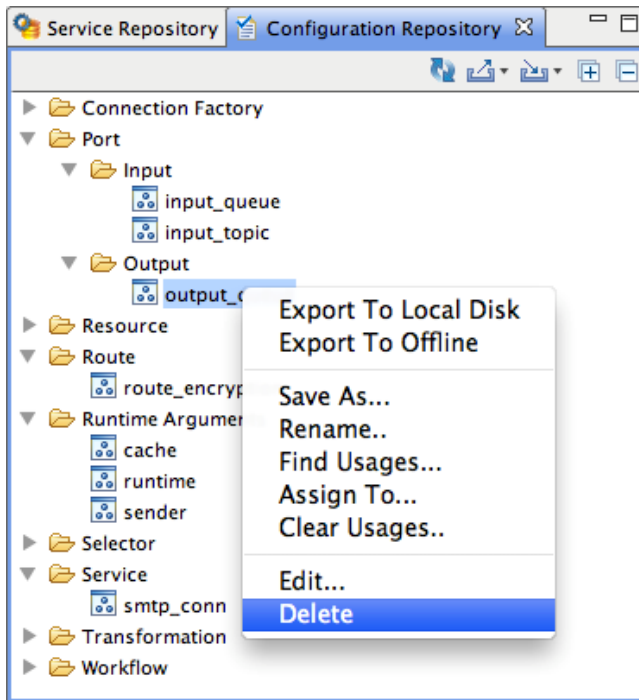 Service Repository
Configuration Repository
Connection Factory
Port
Input
input_queue
input_topic
Output
Resource
Route
Runtime
cache
runtime
sender
Selector
Service
smtp_conn
Transformation
Workflow
Export To Local Disk
Export To Offline
Save As...
Rename..
Find Usages...
Assign To...
Clear Usages..
Edit...
Delete